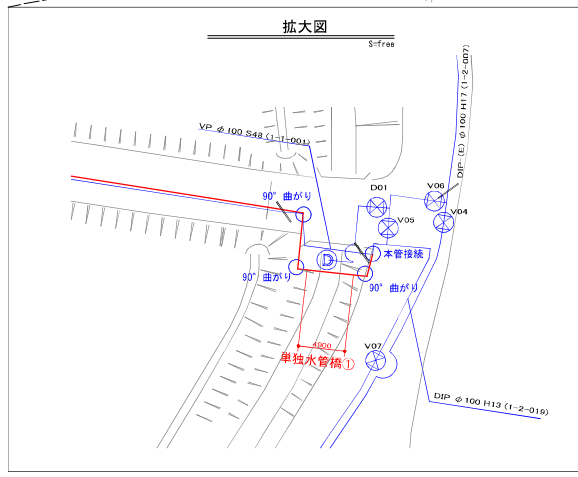 拡大図
S=free
DIP (E) φ100 H17 (1-2-007)
VP φ100 S48 (1-1-001)
D01
V06
90° 曲がり
V05
V04
本管接続
D
90° 曲がり
90° 曲がり
4900
単独水管橋①
V07
DIP φ100 H13 (1-2-019)